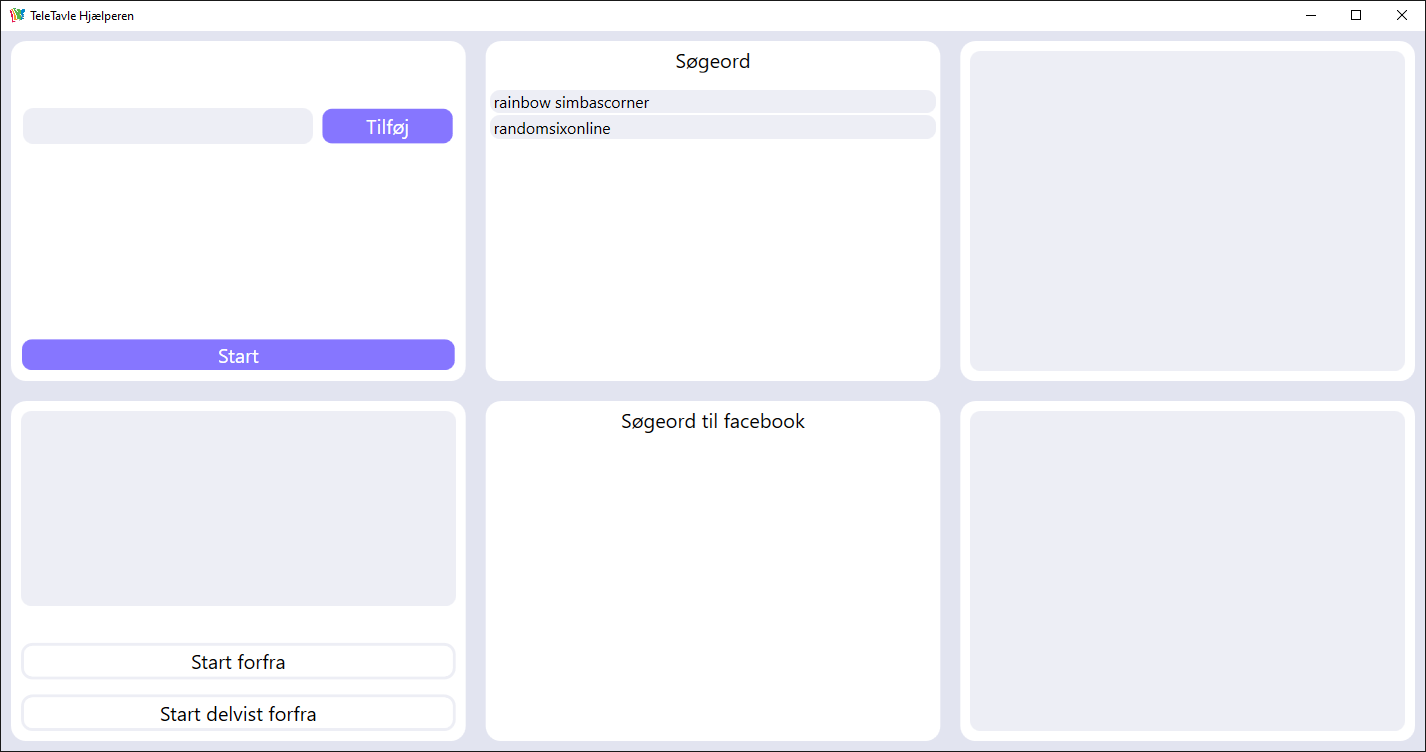 TeleTavle Hjælperen
Tilføj
Start
Søgeord
rainbow simbascorner
randomsixonline
Start forfra
Start delvist forfra
Søgeord til facebook